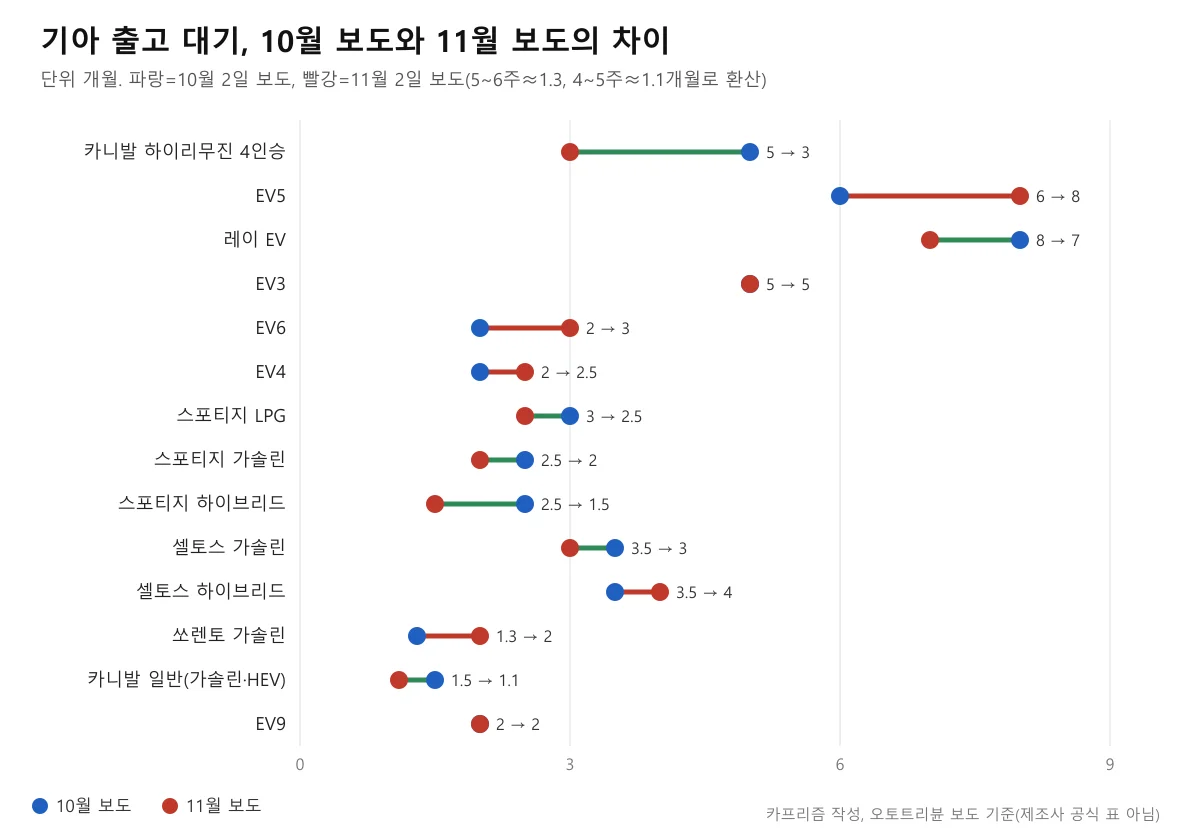 기아 출고 대기, 10월 보도와 11월 보도의 차이
단위 개월. 파랑=10월 2일 보도, 빨강=11월 2일 보도(5~6주≈1.3, 4~5주≈1.1개월로 환산)
카니발 하이리무진 4인승 5 → 3
EV5 6 → 8
레이 EV 8 → 7
EV3 5 → 5
EV6 2 → 3
EV4 2 → 2.5
스포티지 LPG 3 → 2.5
스포티지 가솔린 2.5 → 2
스포티지 하이브리드 2.5 → 1.5
셀토스 가솔린 3.5 → 3
셀토스 하이브리드 3.5 → 4
쏘렌토 가솔린 1.3 → 2
카니발 일반(가솔린·HEV) 1.5 → 1.1
EV9 2 → 2
0 3 6 9
10월 보도 11월 보도
카프리즘 작성, 오토트리뷴 보도 기준(제조사 공식 표 아님)